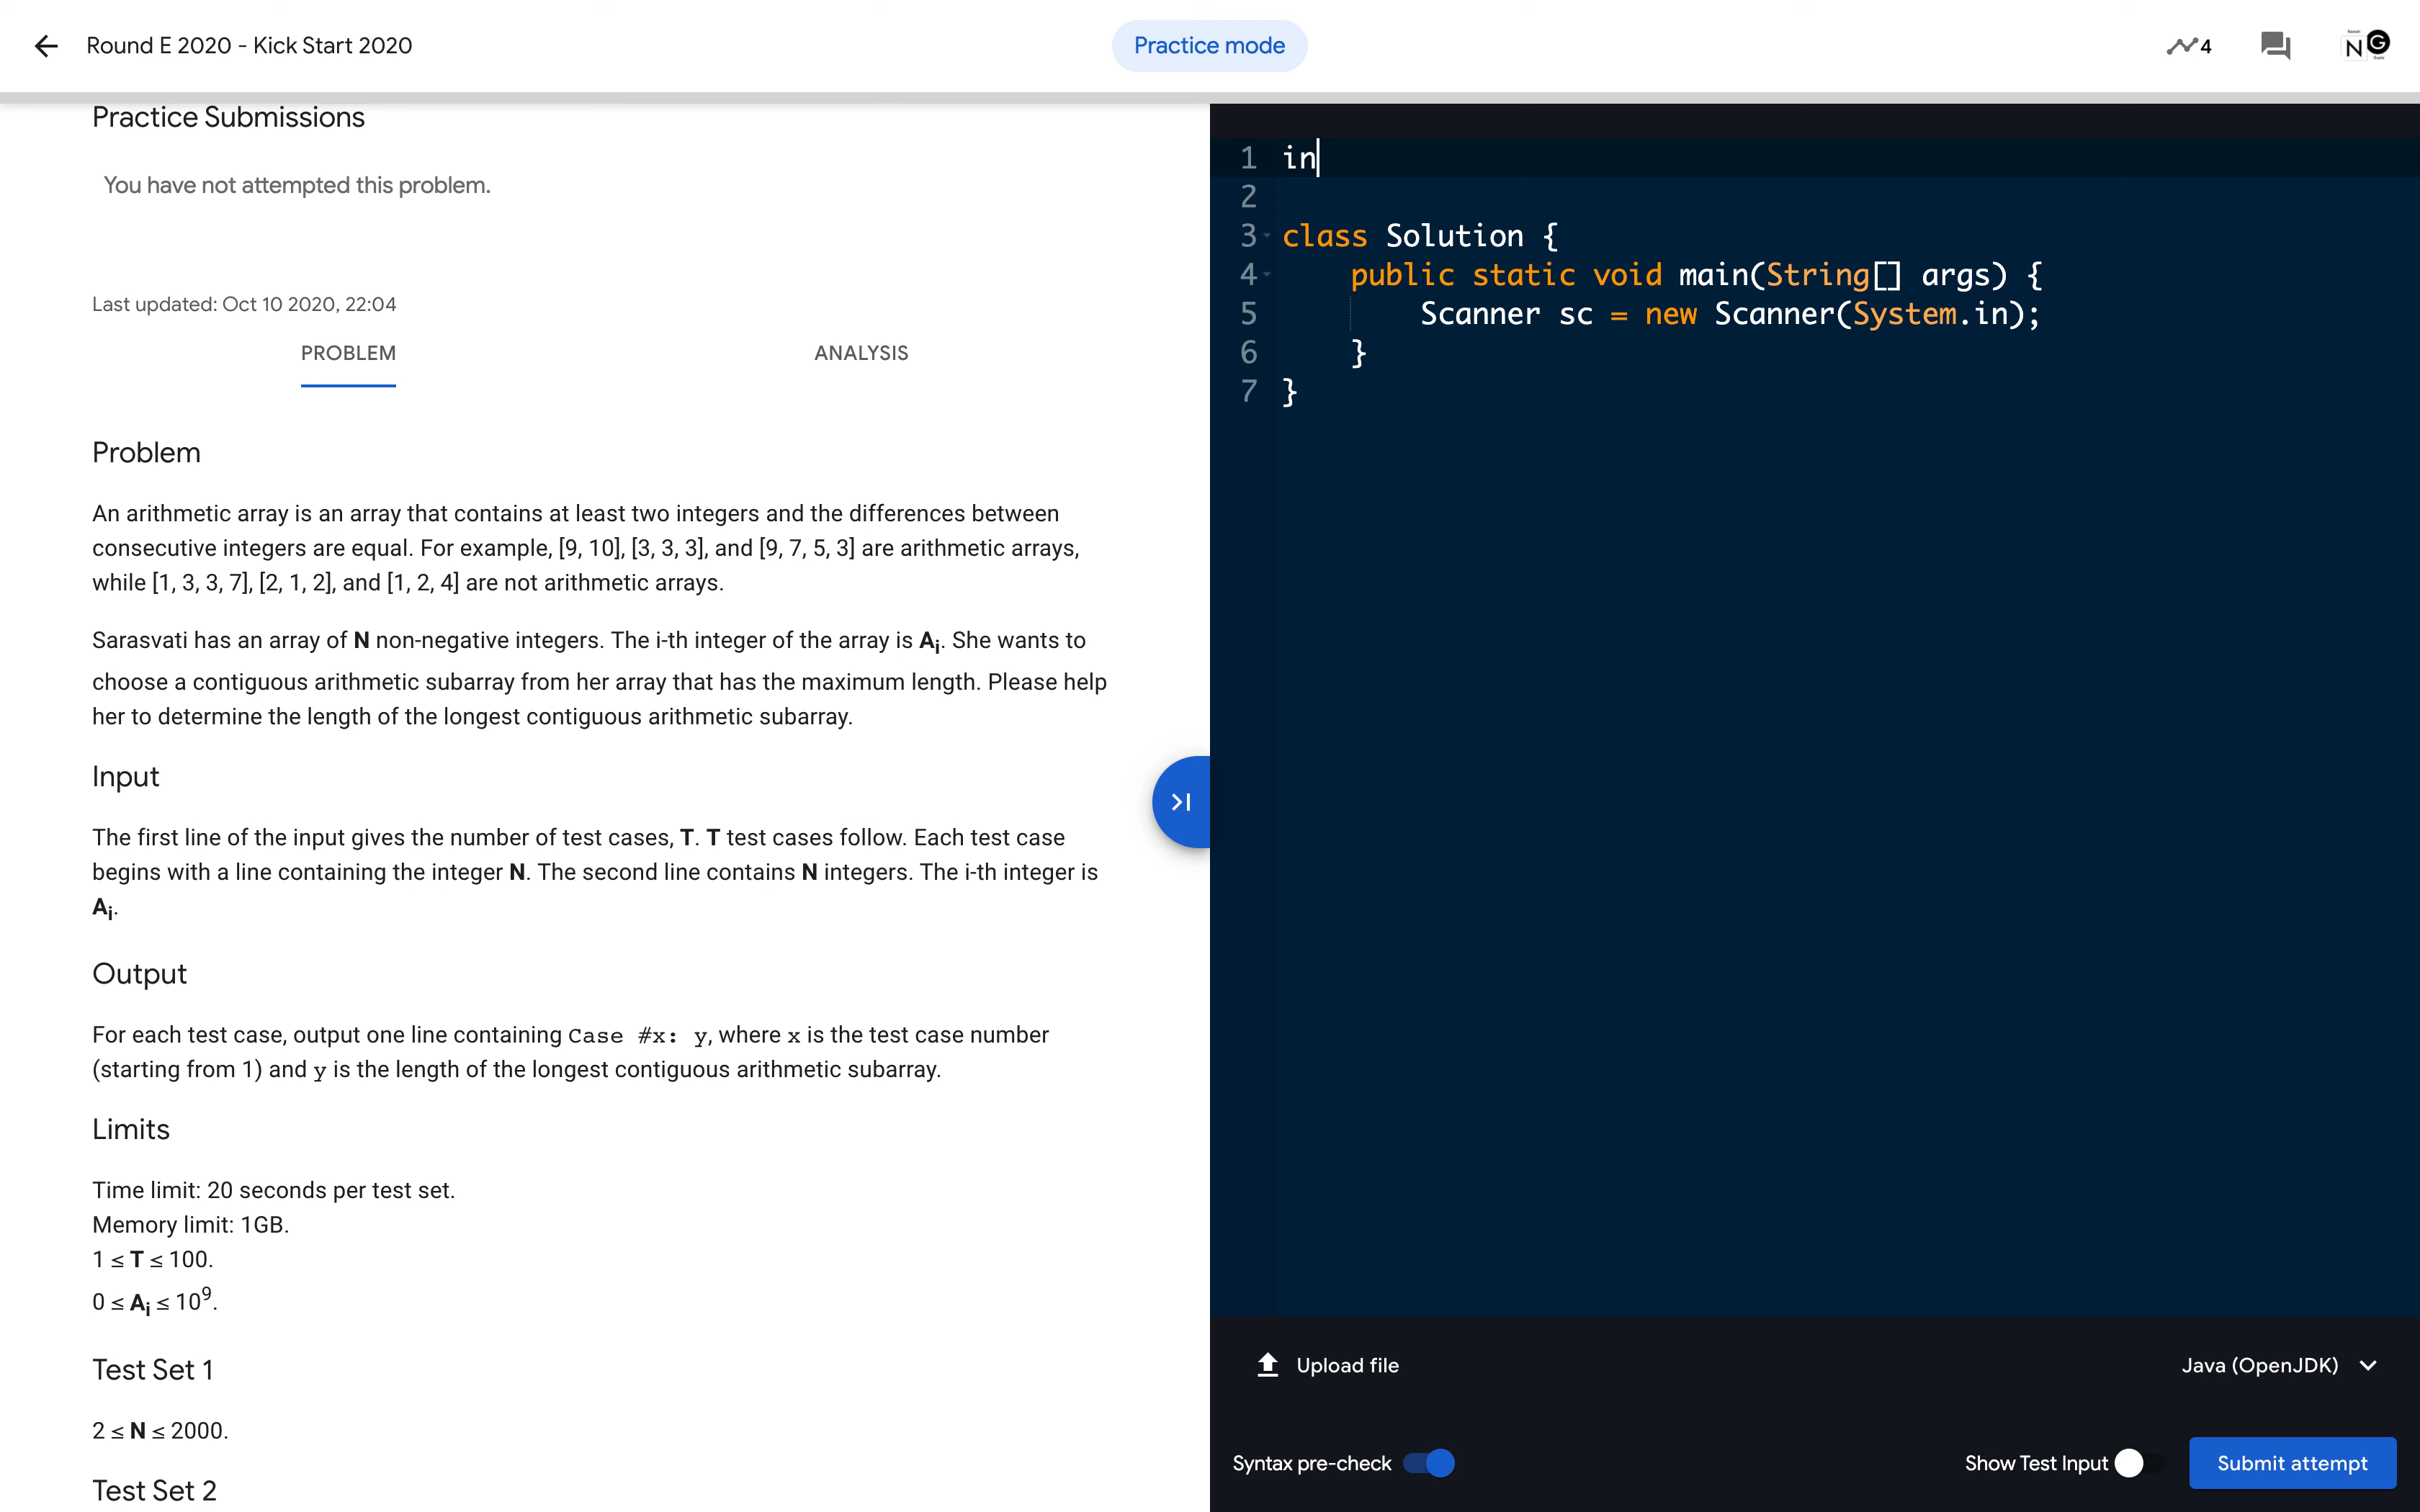 Round E 2020 - Kick Start 2020
Practice mode
4
N G
Practice Submissions
You have not attempted this problem.
Last updated: Oct 10 2020, 22:04
PROBLEM
ANALYSIS
Problem
An arithmetic array is an array that contains at least two integers and the differences between
consecutive integers are equal. For example, [9, 10], [3, 3, 3], and [9, 7, 5, 3] are arithmetic arrays,
while [1, 3, 3, 7], [2, 1, 2], and [1, 2, 4] are not arithmetic arrays.
Sarasvati has an array of N non-negative integers. The i-th integer of the array is Ai. She wants to
choose a contiguous arithmetic subarray from her array that has the maximum length. Please help
her to determine the length of the longest contiguous arithmetic subarray.
Input
The first line of the input gives the number of test cases, T. T test cases follow. Each test case
begins with a line containing the integer N. The second line contains N integers. The i-th integer is
Ai.
Output
For each test case, output one line containing Case #x: y, where x is the test case number
(starting from 1) and y is the length of the longest contiguous arithmetic subarray.
Limits
Time limit: 20 seconds per test set.
Memory limit: 1GB.
1 ≤ T ≤ 100.
0 ≤ Ai ≤ 10⁹.
Test Set 1
2 ≤ N ≤ 2000.
Test Set 2
>I
1 in
2
3 class Solution {
4 public static void main(String[] args) {
5 Scanner sc = new Scanner(System.in);
6 }
7 }
Upload file
Java (OpenJDK)
Syntax pre-check
Show Test Input
Submit attempt